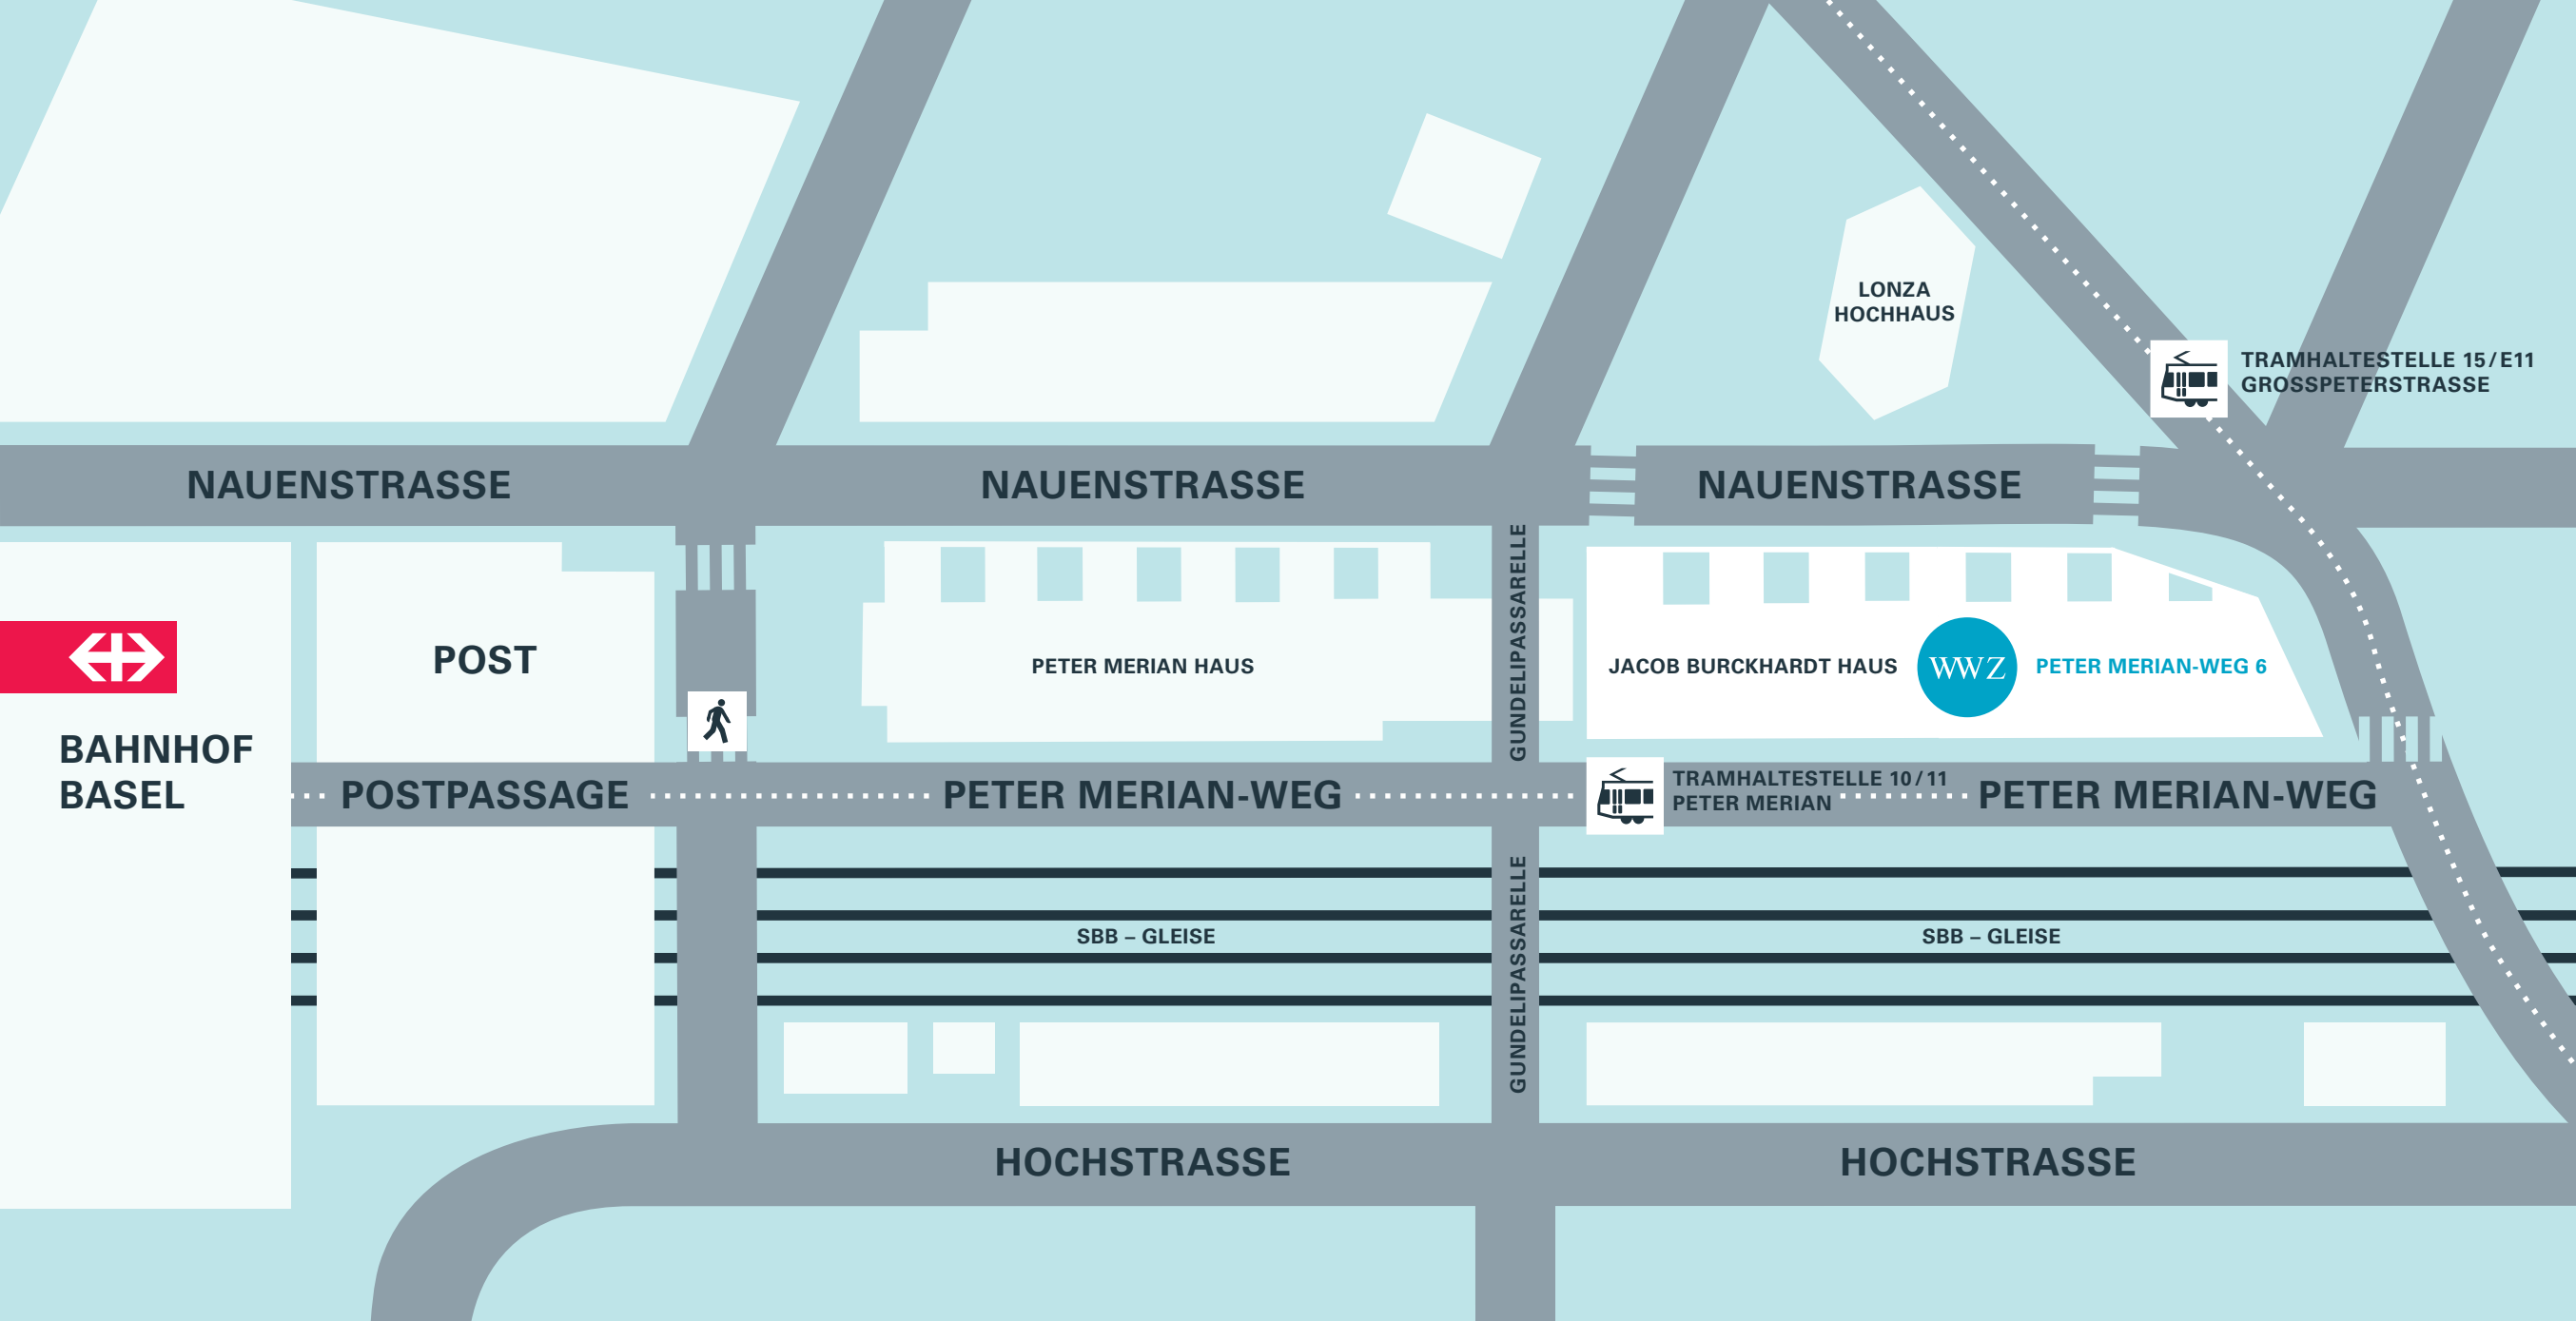 LONZA
HOCHHAUS
TRAMHALTESTELLE 15/E11
GROSSPETERSTRASSE
NAUENSTRASSE
NAUENSTRASSE
NAUENSTRASSE
GUNDELIPASSARELLE
POST
PETER MERIAN HAUS
JACOB BURCKHARDT HAUS
WWZ
PETER MERIAN-WEG 6
BAHNHOF
BASEL
POSTPASSAGE
PETER MERIAN-WEG
TRAMHALTESTELLE 10/11
PETER MERIAN
PETER MERIAN-WEG
GUNDELIPASSARELLE
SBB – GLEISE
SBB – GLEISE
HOCHSTRASSE
HOCHSTRASSE